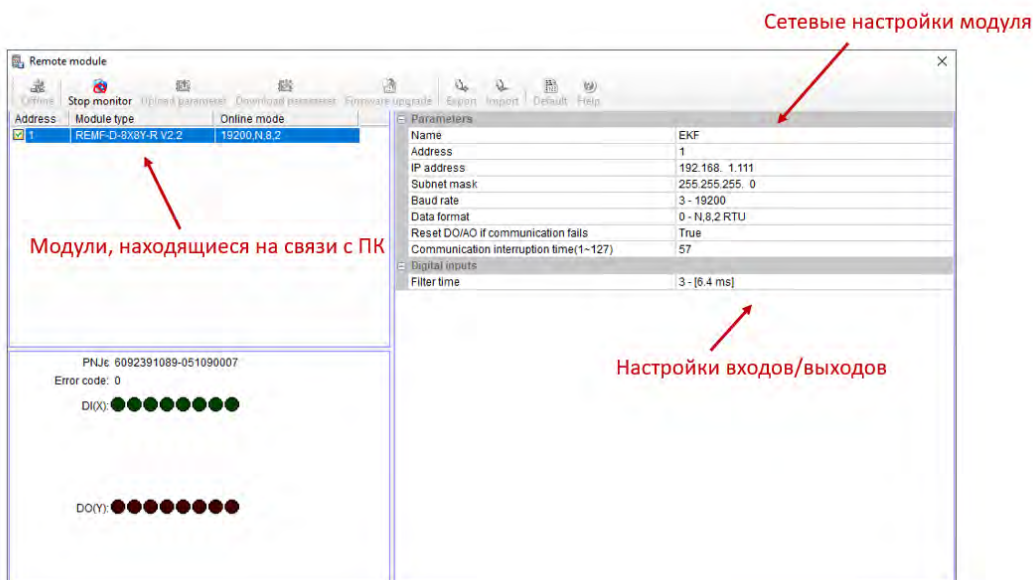 Сетевые настройки модуля
Remote module
Offline Stop monitor Upload parameter Download parameter Firmware upgrade Export Import Default Help
Address Module type Online mode
1 REMF-D-8X8Y-R V2.2 19200,N,8,2
Parameters
Name EKF
Address 1
IP address 192.168. 1.111
Subnet mask 255.255.255. 0
Baud rate 3 - 19200
Data format 0 - N,8,2 RTU
Reset DO/AO if communication fails True
Communication interruption time(1~127) 57
Digital inputs
Filter time 3 - [6.4 ms]
Модули, находящиеся на связи с ПК
Настройки входов/выходов
PNJє 6092391089-051090007
Error code: 0
DI(X):
DO(Y):